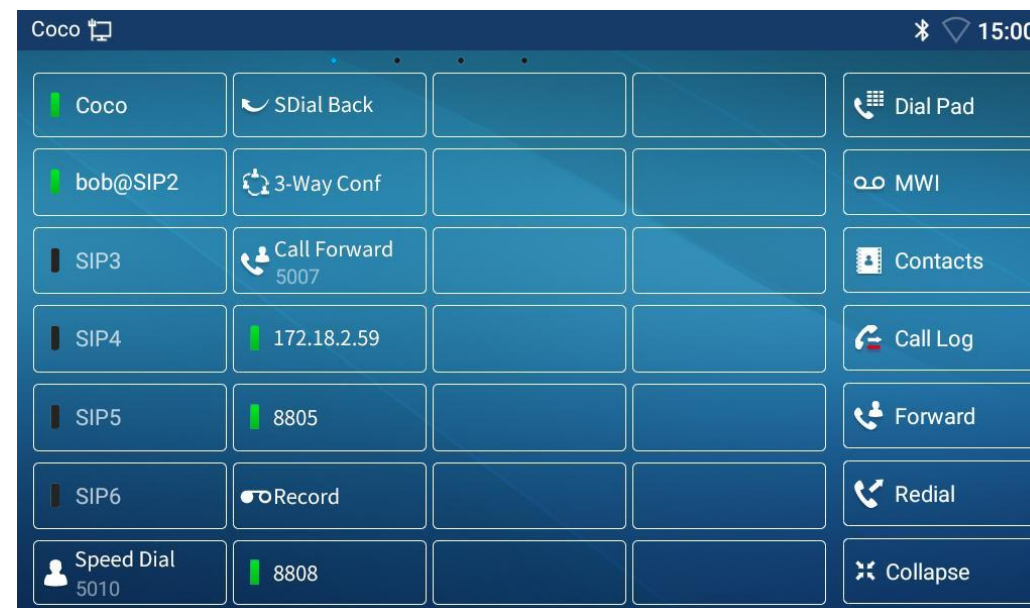 Coco 15:00
Coco
SDial Back
Dial Pad
bob@SIP2
3-Way Conf
MWI
SIP3
Call Forward
5007
Contacts
SIP4
172.18.2.59
Call Log
SIP5
8805
Forward
SIP6
Record
Redial
Speed Dial
5010
8808
Collapse